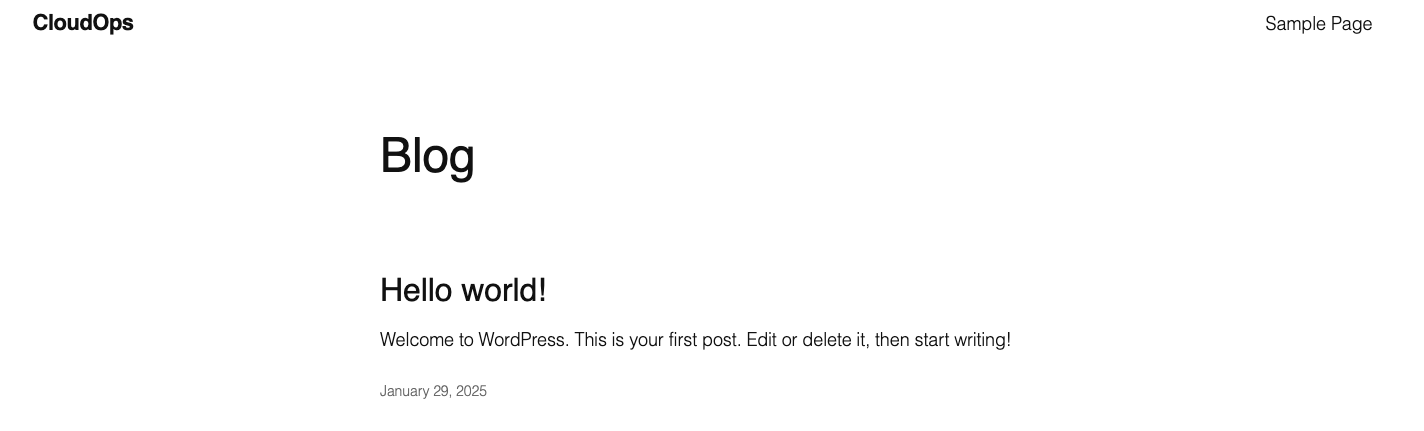 CloudOps
Sample Page
Blog
Hello world!
Welcome to WordPress. This is your first post. Edit or delete it, then start writing!
January 29, 2025